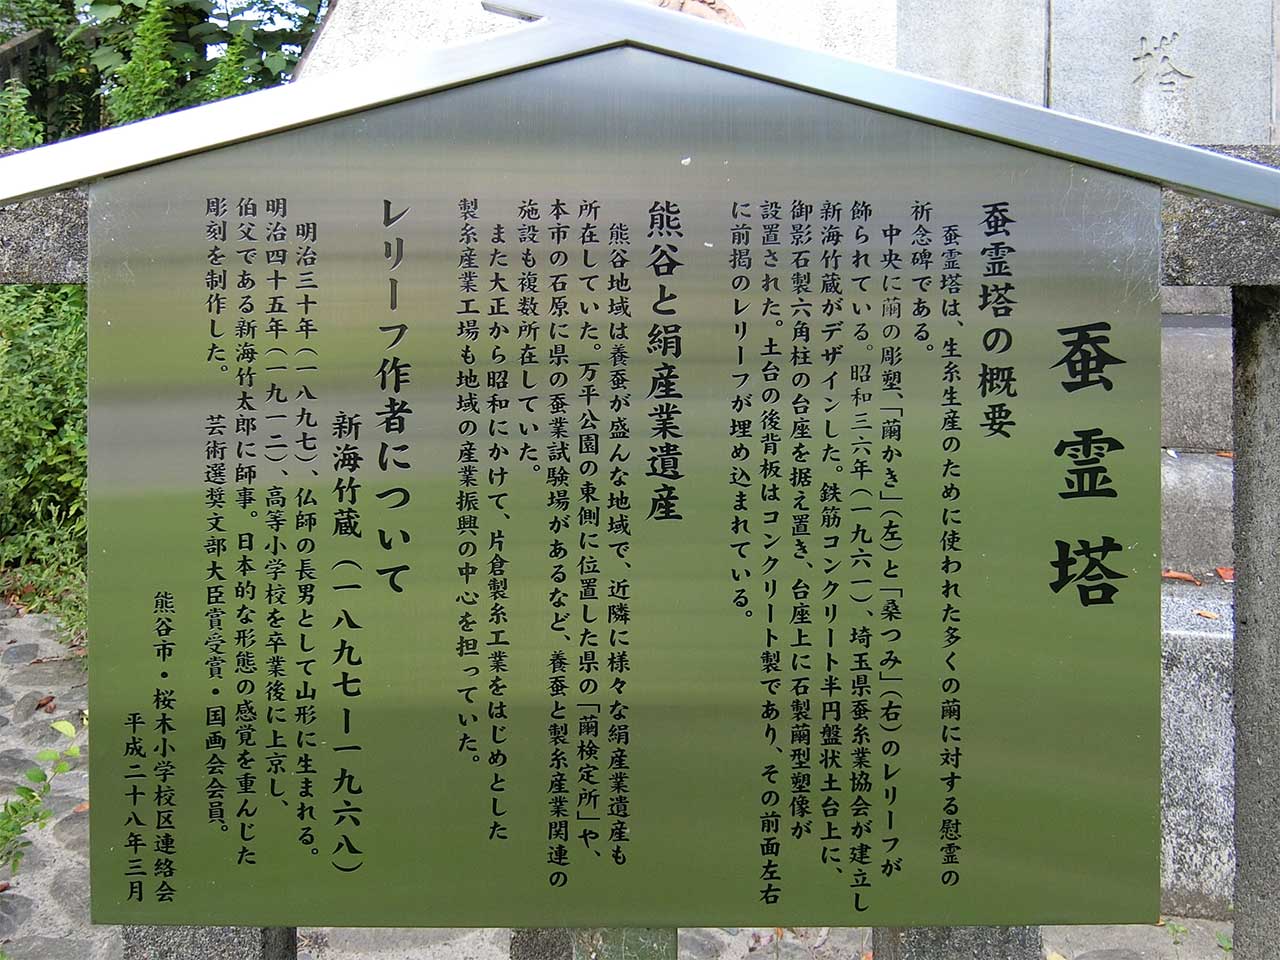 塔
蚕霊塔
蚕霊塔の概要
蚕霊塔は、生糸生産のために使われた多くの繭に対する慰霊の
祈念碑である。
中央に繭の彫塑、「繭かき」（左）と「桑つみ」（右）のレリーフが
飾られている。昭和三六年（一九六一）、埼玉県蚕糸業協会が建立し
新海竹蔵がデザインした。鉄筋コンクリート半円盤状土台上に、
御影石製六角柱の台座を据え置き、台座上に石製繭型塑像が
設置された。土台の後背板はコンクリート製であり、その前面左右
に前掲のレリーフが埋め込まれている。
熊谷と絹産業遺産
熊谷地域は養蚕が盛んな地域で、近隣に様々な絹産業遺産も
所在していた。万平公園の東側に位置した県の「繭検定所」や、
本市の石原に県の蚕業試験場があるなど、養蚕と製糸産業関連の
施設も複数所在していた。
また大正から昭和にかけて、片倉製糸工業をはじめとした
製糸産業工場も地域の産業振興の中心を担っていた。
レリーフ作者について
新海竹蔵（一八九七ー一九六八）
明治三十年（一八九七）、仏師の長男として山形に生まれる。
明治四十五年（一九一二）、高等小学校を卒業後に上京し、
伯父である新海竹太郎に師事。日本的な形態の感覚を重んじた
彫刻を制作した。　芸術選奨文部大臣賞受賞・国画会会員。
熊谷市・桜木小学校区連絡会
平成二十八年三月